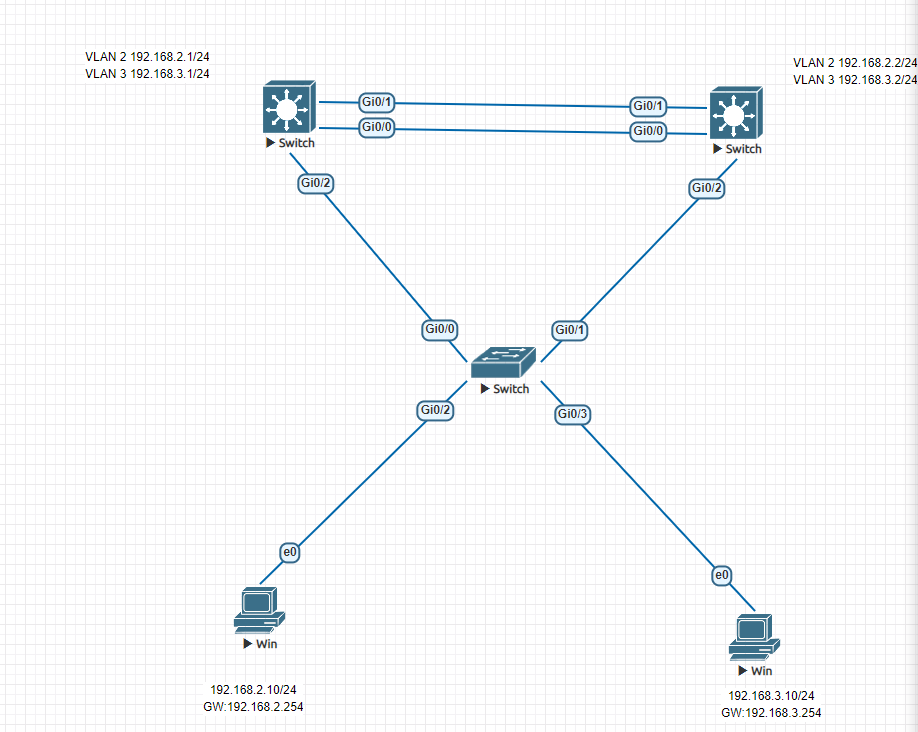 VLAN 2 192.168.2.1/24
VLAN 3 192.168.3.1/24
VLAN 2 192.168.2.2/24
VLAN 3 192.168.3.2/24
Gi0/1
Gi0/1
Gi0/0
Gi0/0
Switch
Switch
Gi0/2
Gi0/2
Gi0/0
Gi0/1
Switch
Gi0/2
Gi0/3
e0
e0
Win
Win
192.168.2.10/24
GW:192.168.2.254
192.168.3.10/24
GW:192.168.3.254